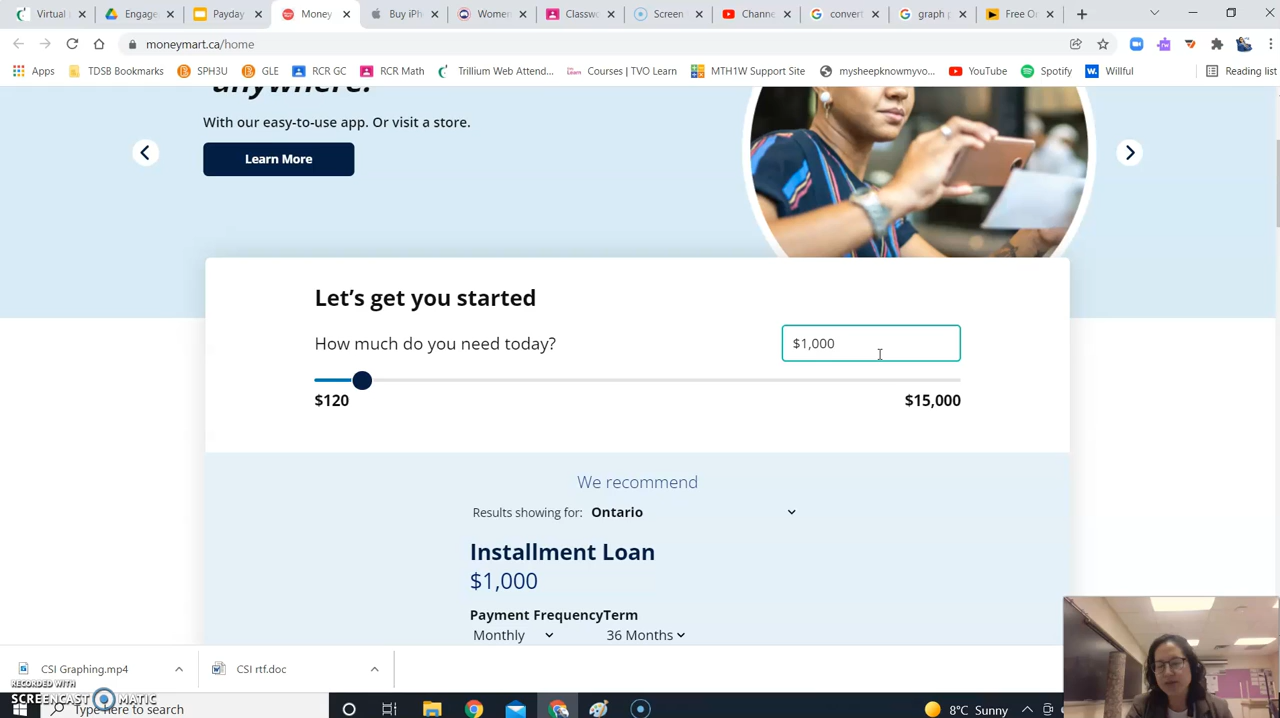 Virtual
Engage
Payday
Money
Buy iPh
Women
Classwo
Screen
Chann
convert
graph p
Free O
moneymart.ca/home
Apps
TDSB Bookmarks
SPH3U
GLE
RCR GC
RCR Math
Trillium Web Attend...
Courses | TVO Learn
MTH1W Support Site
mysheepknowmyvo...
YouTube
Spotify
Willful
Reading list
anywhere.
With our easy-to-use app. Or visit a store.
Learn More
Let's get you started
How much do you need today?
$1,000
$120
$15,000
We recommend
Results showing for: Ontario
Installment Loan
$1,000
Payment FrequencyTerm
Monthly
36 Months
CSI Graphing.mp4
CSI rtf.doc
RECORDED WITH
SCREENCAST MATIC
Type here to search
8°C Sunny